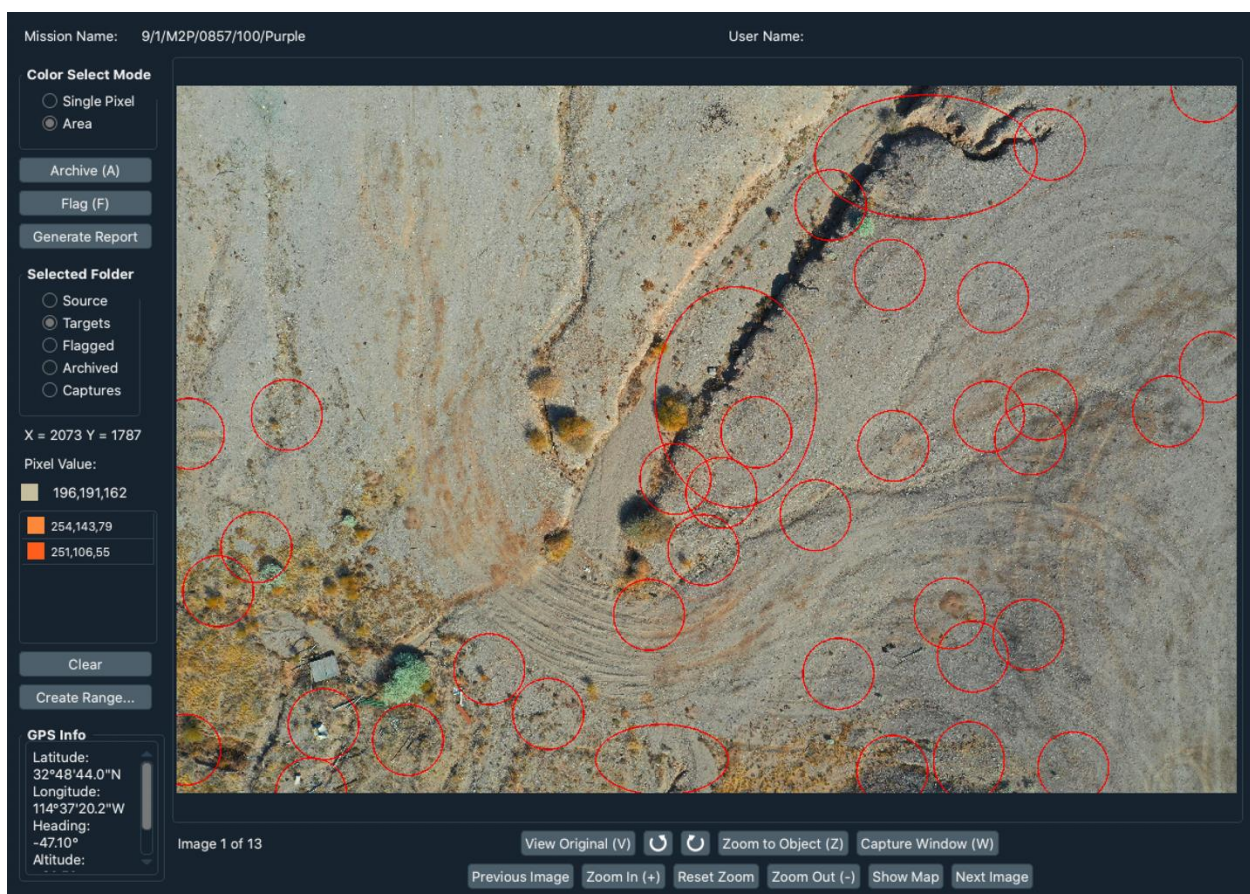 Mission Name: 9/1/M2P/0857/100/Purple
User Name:
Color Select Mode
Single Pixel
Area
Archive (A)
Flag (F)
Generate Report
Selected Folder
Source
Targets
Flagged
Archived
Captures
X = 2073 Y = 1787
Pixel Value:
196,191,162
254,143,79
251,106,55
Clear
Create Range...
GPS Info
Latitude:
32°48'44.0"N
Longitude:
114°37'20.2"W
Heading:
-47.10°
Altitude:
Image 1 of 13
View Original (V)
Zoom to Object (Z)
Capture Window (W)
Previous Image
Zoom In (+)
Reset Zoom
Zoom Out (-)
Show Map
Next Image